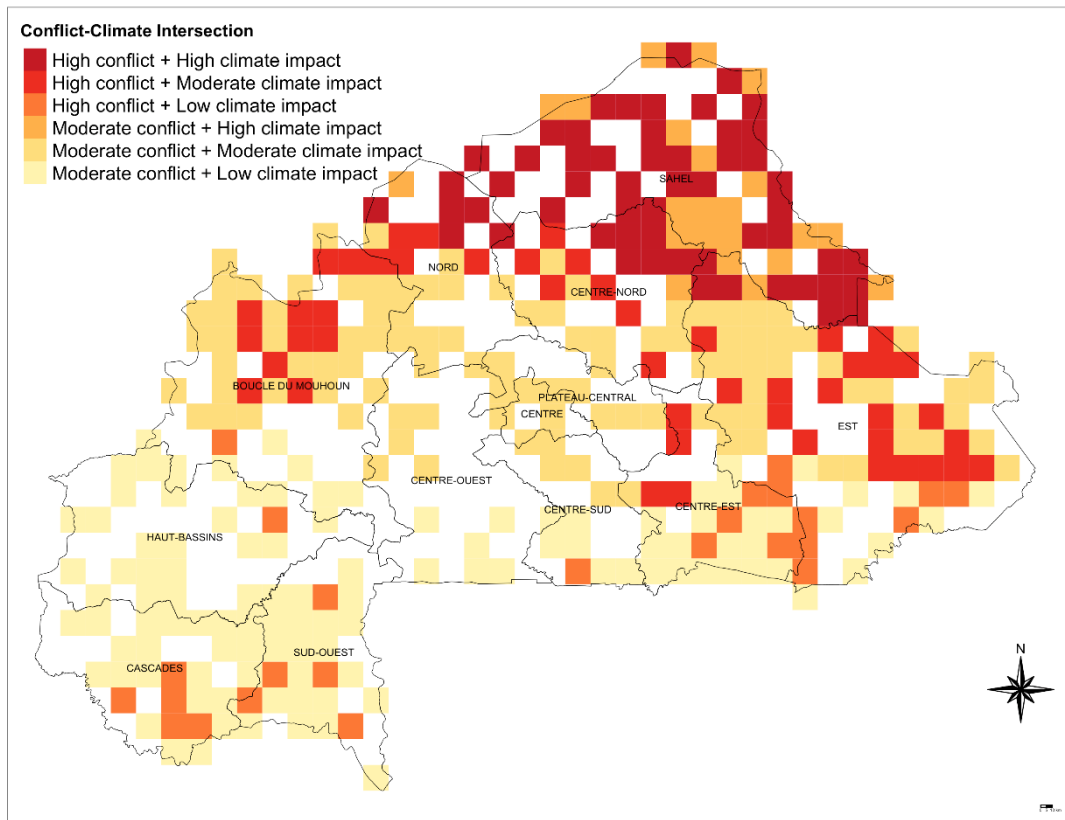 Conflict-Climate Intersection
High conflict + High climate impact
High conflict + Moderate climate impact
High conflict + Low climate impact
Moderate conflict + High climate impact
Moderate conflict + Moderate climate impact
Moderate conflict + Low climate impact
SAHEL
NORD
CENTRE-NORD
BOUCLE DU MOUHOUN
PLATEAU-CENTRAL
CENTRE
EST
CENTRE-OUEST
CENTRE-SUD
CENTRE-EST
HAUT-BASSINS
SUD-OUEST
CASCADES
N